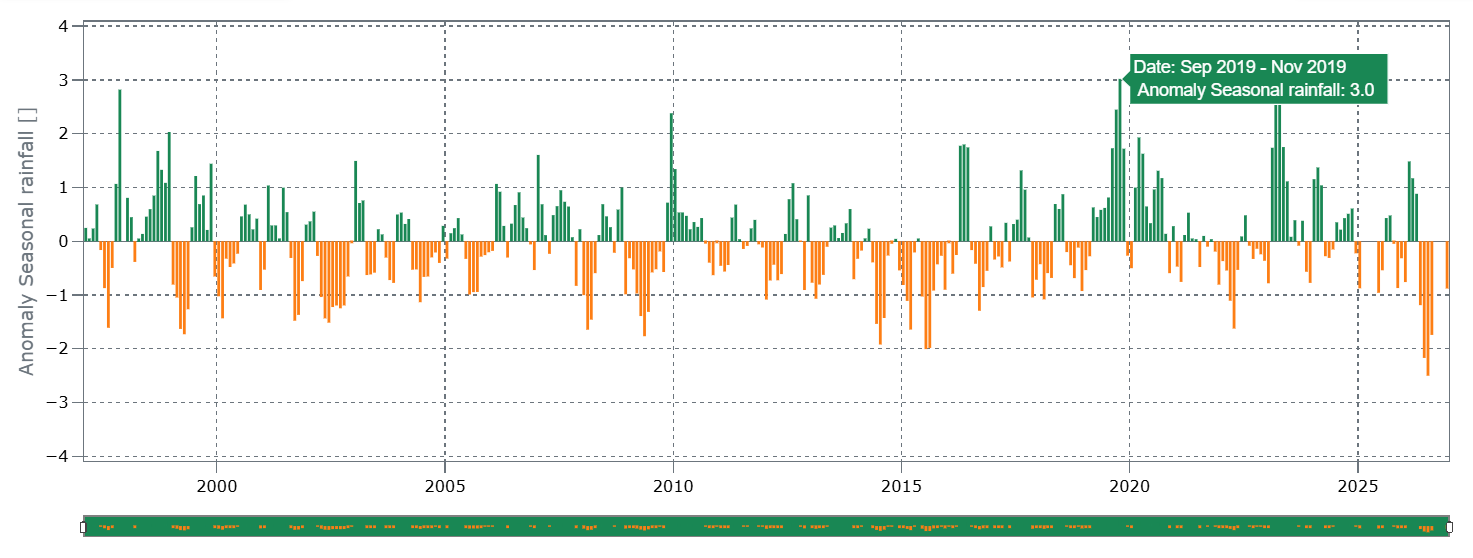 4
3
2
1
0
−1
−2
−3
−4
Anomaly Seasonal rainfall []
Date: Sep 2019 - Nov 2019
Anomaly Seasonal rainfall: 3.0
2000 2005 2010 2015 2020 2025